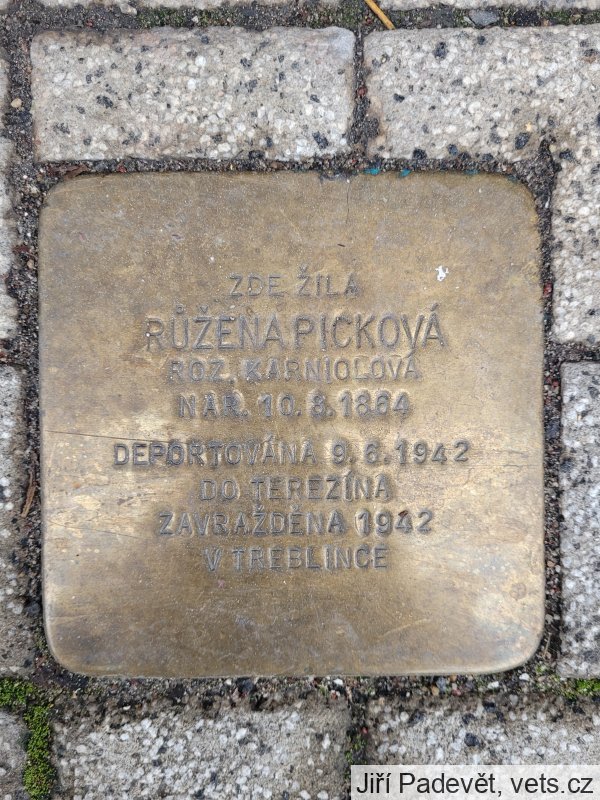 ZDE ŽILA
RŮŽENA PICKOVÁ
ROZ. KARNIOLOVÁ
NAR. 10. 8. 1864
DEPORTOVÁNA 9. 6. 1942
DO TEREZÍNA
ZAVRAŽDĚNA 1942
V TREBLINCE
Jiří Padevět, vets.cz